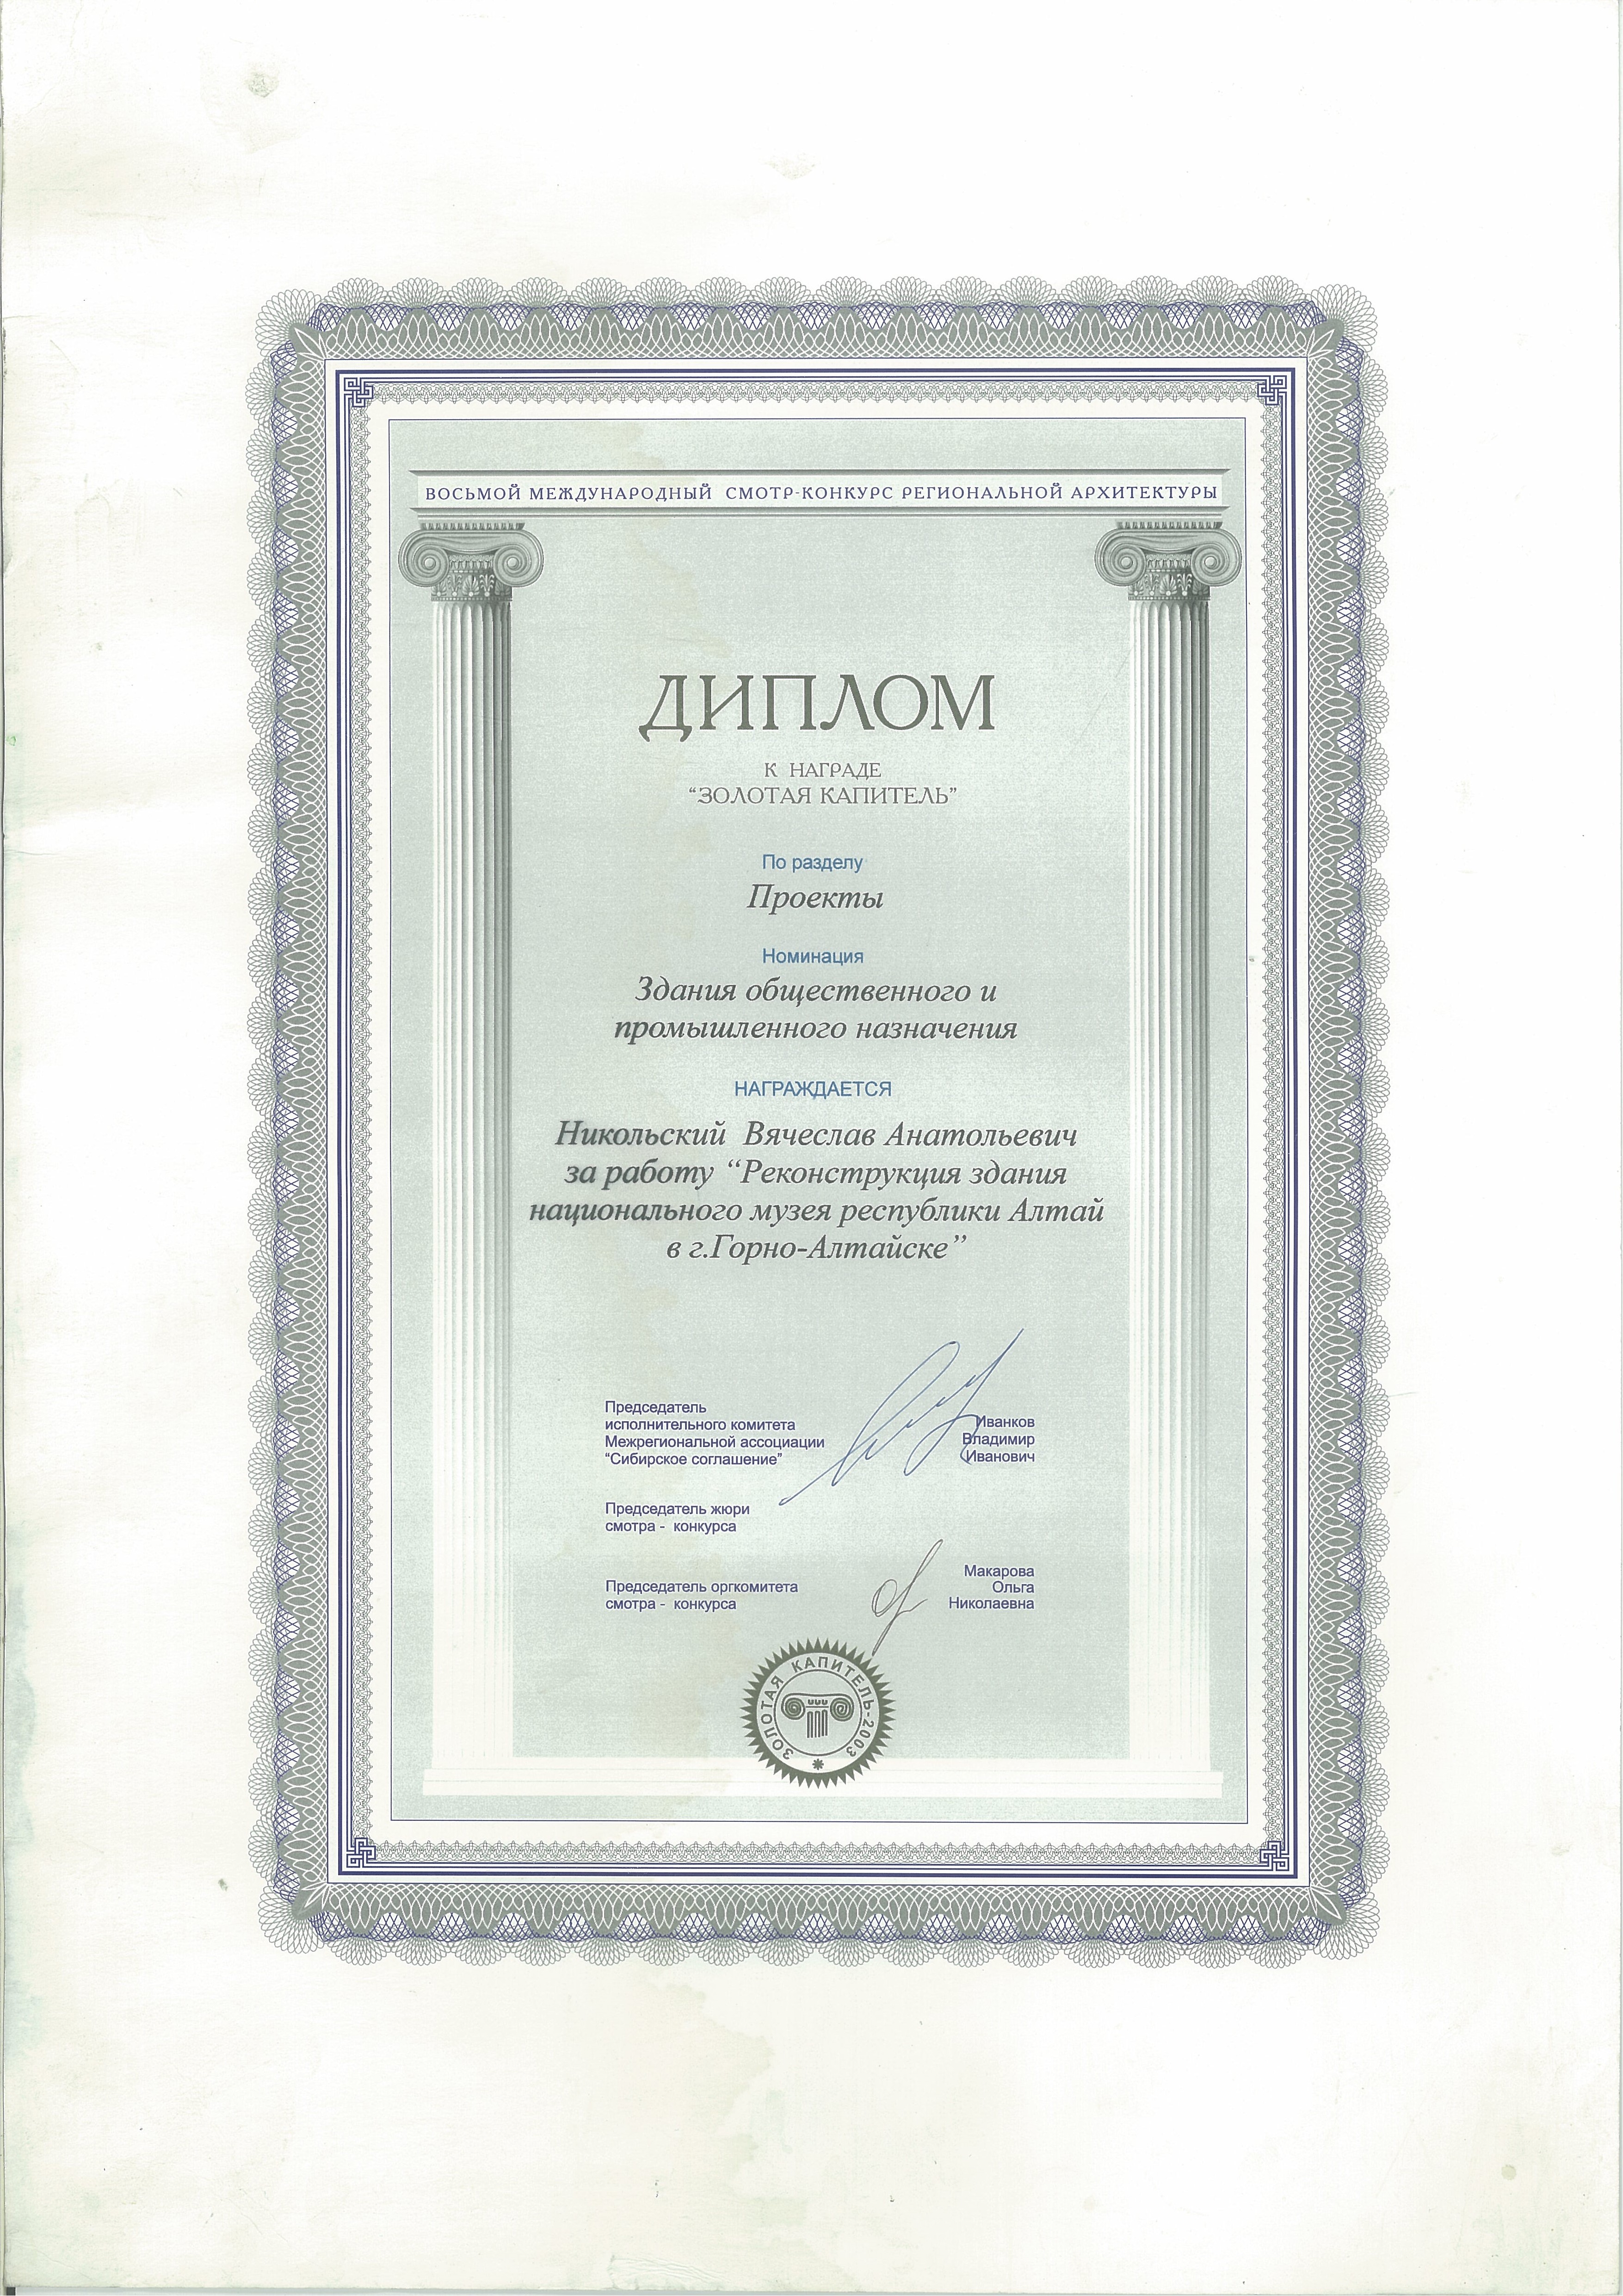 ВОСЬМОЙ МЕЖДУНАРОДНЫЙ СМОТР-КОНКУРС РЕГИОНАЛЬНОЙ АРХИТЕКТУРЫ
ДИПЛОМ
К НАГРАДЕ
“ЗОЛОТАЯ КАПИТЕЛЬ”
По разделу
Проекты
Номинация
Здания общественного и
промышленного назначения
НАГРАЖДАЕТСЯ
Никольский Вячеслав Анатольевич
за работу “Реконструкция здания
национального музея республики Алтай
в г.Горно-Алтайске”
Председатель
исполнительного комитета
Межрегиональной ассоциации
“Сибирское соглашение”
Иванков
Владимир
Иванович
Председатель жюри
смотра - конкурса
Председатель оргкомитета
смотра - конкурса
Макарова
Ольга
Николаевна
ЗОЛОТАЯ КАПИТЕЛЬ-2003